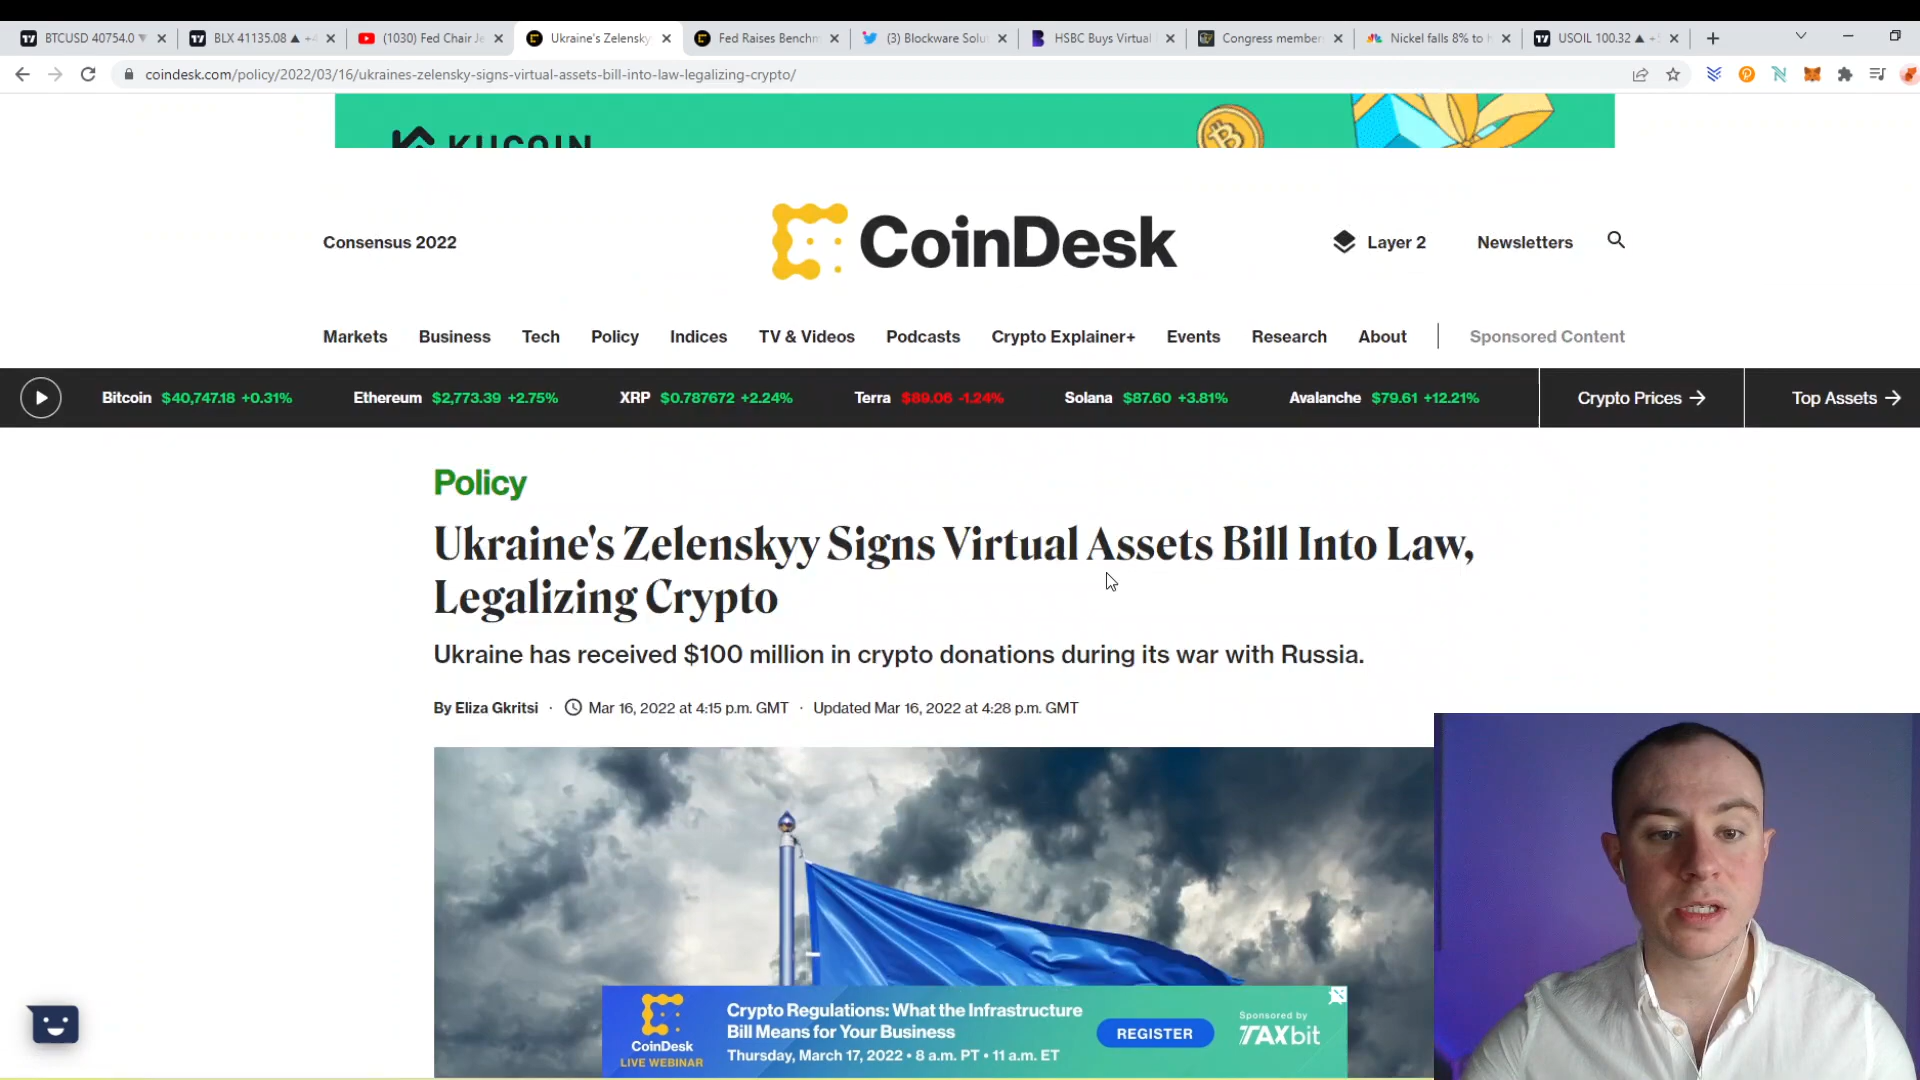 BTCUSD 40754.0
BLX 41135.08
(1030) Fed Chair Je
Ukraine's Zelensky
Fed Raises Benchm
(3) Blockware Solu
HSBC Buys Virtual
Congress member
Nickel falls 8% to
USOIL 100.32
coindesk.com/policy/2022/03/16/ukraines-zelensky-signs-virtual-assets-bill-into-law-legalizing-crypto/
KUCOIN
Consensus 2022
CoinDesk
Layer 2
Newsletters
Markets Business Tech Policy Indices TV & Videos Podcasts Crypto Explainer+ Events Research About Sponsored Content
Bitcoin $40,747.18 +0.31% Ethereum $2,773.39 +2.75% XRP $0.787672 +2.24% Terra $89.06 -1.24% Solana $87.60 +3.81% Avalanche $79.61 +12.21% Crypto Prices → Top Assets →
Policy
Ukraine's Zelenskyy Signs Virtual Assets Bill Into Law,
Legalizing Crypto
Ukraine has received $100 million in crypto donations during its war with Russia.
By Eliza Gkritsi · Mar 16, 2022 at 4:15 p.m. GMT · Updated Mar 16, 2022 at 4:28 p.m. GMT
CoinDesk
LIVE WEBINAR
Crypto Regulations: What the Infrastructure
Bill Means for Your Business
Thursday, March 17, 2022 • 8 a.m. PT • 11 a.m. ET
REGISTER
Sponsored by
TAXbit